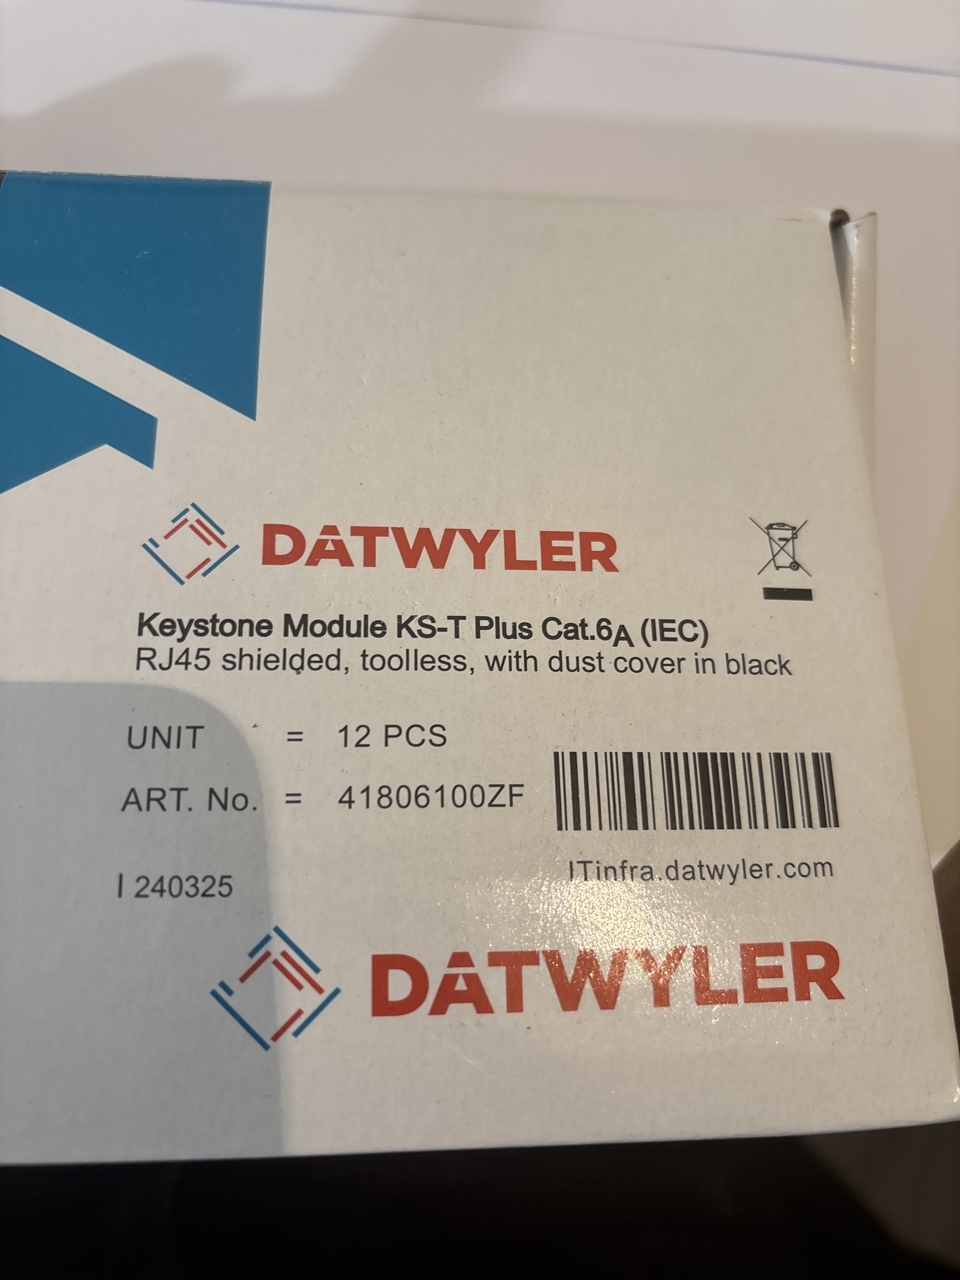 DATWYLER
Keystone Module KS-T Plus Cat.6A (IEC)
RJ45 shielded, toolless, with dust cover in black
UNIT = 12 PCS
ART. No. = 41806100ZF
ITinfra.datwyler.com
I 240325
DATWYLER